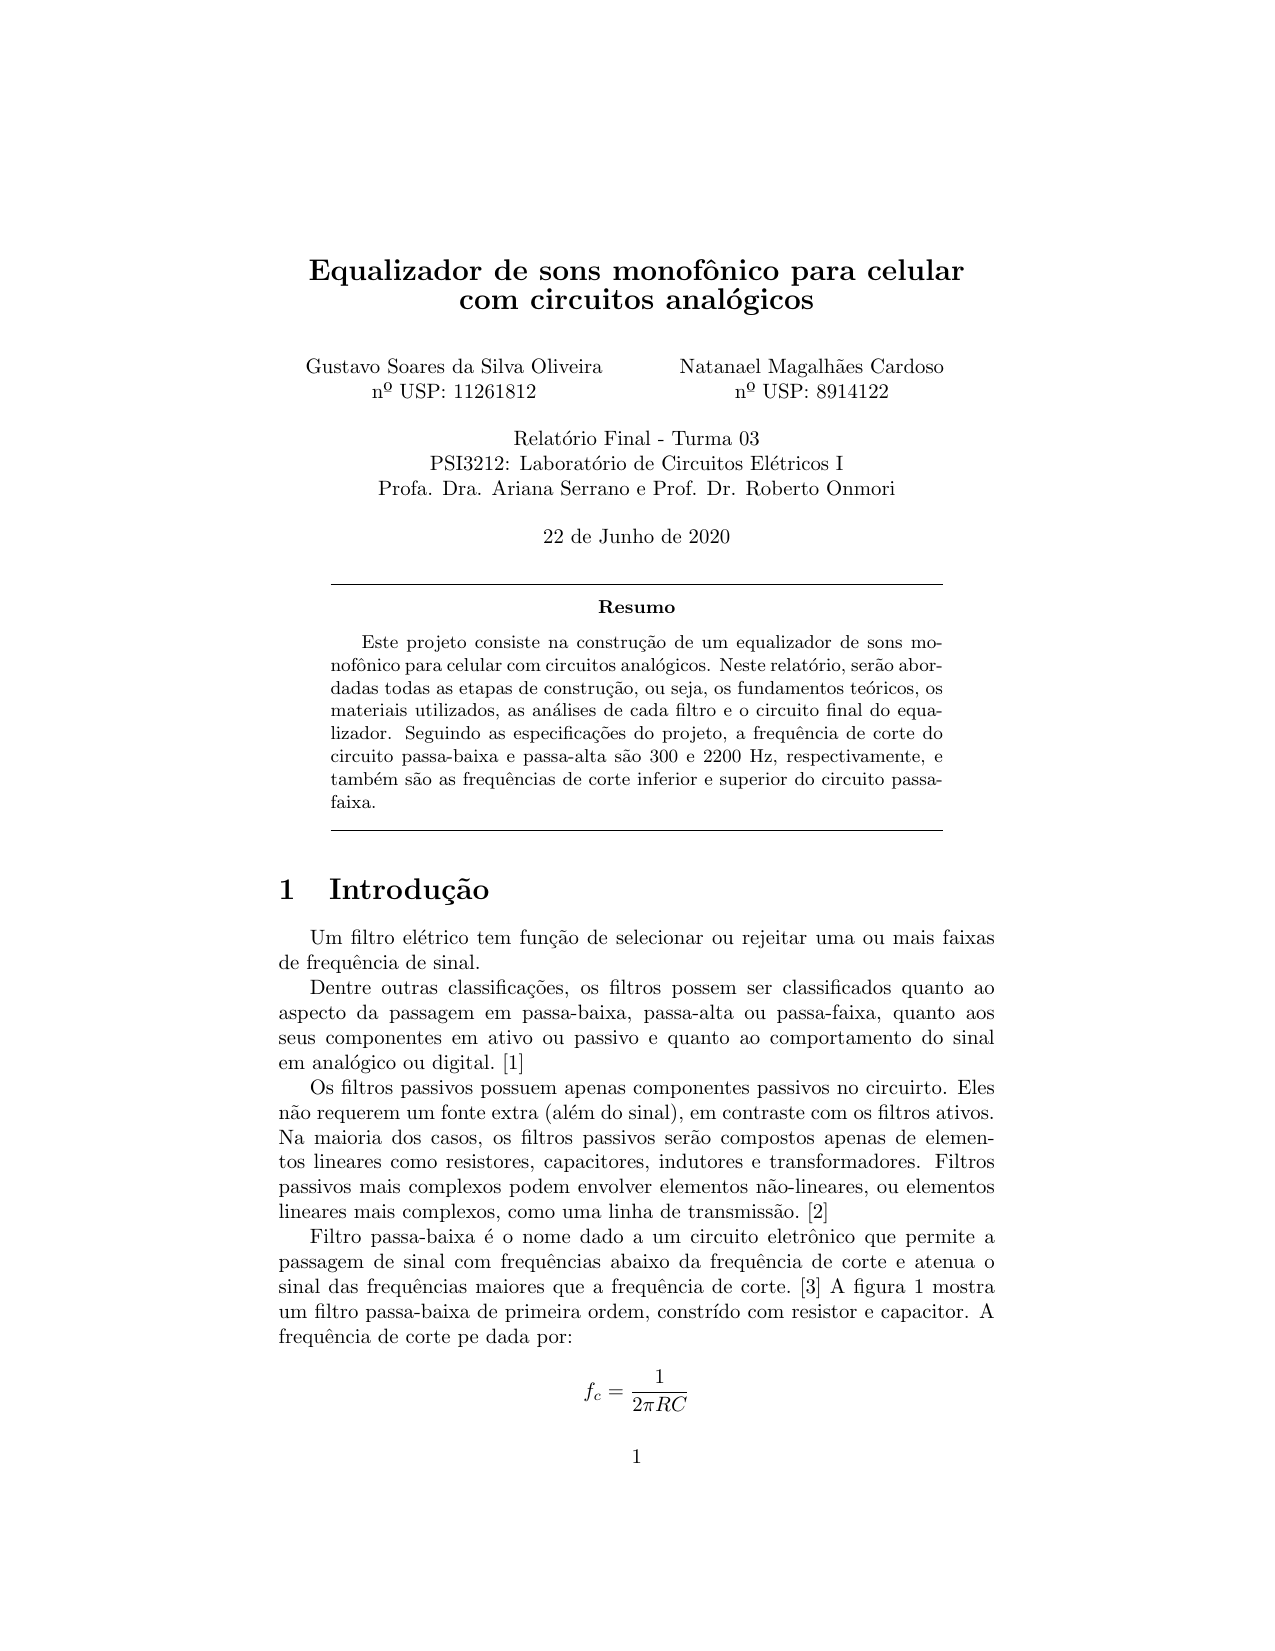 Equalizador de sons monofônico para celular
com circuitos analógicos
Gustavo Soares da Silva Oliveira
nº USP: 11261812
Natanael Magalhães Cardoso
nº USP: 8914122
Relatório Final - Turma 03
PSI3212: Laboratório de Circuitos Elétricos I
Profa. Dra. Ariana Serrano e Prof. Dr. Roberto Onmori
22 de Junho de 2020
Resumo
Este projeto consiste na construção de um equalizador de sons mo-
nofônico para celular com circuitos analógicos. Neste relatório, serão abor-
dadas todas as etapas de construção, ou seja, os fundamentos teóricos, os
materiais utilizados, as análises de cada filtro e o circuito final do equa-
lizador. Seguindo as especificações do projeto, a frequência de corte do
circuito passa-baixa e passa-alta são 300 e 2200 Hz, respectivamente, e
também são as frequências de corte inferior e superior do circuito passa-
faixa.
1 Introdução
Um filtro elétrico tem função de selecionar ou rejeitar uma ou mais faixas
de frequência de sinal.
Dentre outras classificações, os filtros possem ser classificados quanto ao
aspecto da passagem em passa-baixa, passa-alta ou passa-faixa, quanto aos
seus componentes em ativo ou passivo e quanto ao comportamento do sinal
em analógico ou digital. [1]
Os filtros passivos possuem apenas componentes passivos no circuirto. Eles
não requerem um fonte extra (além do sinal), em contraste com os filtros ativos.
Na maioria dos casos, os filtros passivos serão compostos apenas de elemen-
tos lineares como resistores, capacitores, indutores e transformadores. Filtros
passivos mais complexos podem envolver elementos não-lineares, ou elementos
lineares mais complexos, como uma linha de transmissão. [2]
Filtro passa-baixa é o nome dado a um circuito eletrônico que permite a
passagem de sinal com frequências abaixo da frequência de corte e atenua o
sinal das frequências maiores que a frequência de corte. [3] A figura 1 mostra
um filtro passa-baixa de primeira ordem, constrído com resistor e capacitor. A
frequência de corte pe dada por:
f_c = 1 / 2πRC
1